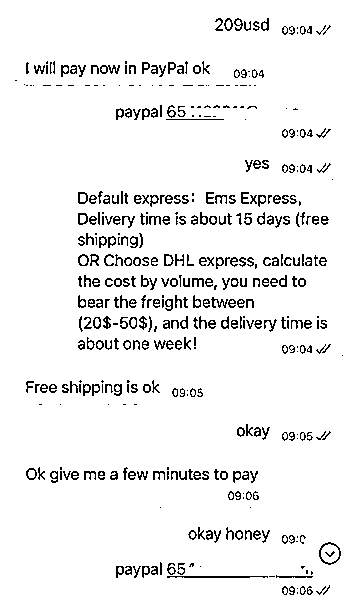 209usd 09:04
I will pay now in PayPal ok 09:04
paypal 65
09:04
yes 09:04
Default express: Ems Express,
Delivery time is about 15 days (free
shipping)
OR Choose DHL express, calculate
the cost by volume, you need to
bear the freight between
(20$-50$), and the delivery time is
about one week! 09:04
Free shipping is ok 09:05
okay 09:05
Ok give me a few minutes to pay
09:06
okay honey 09:0
paypal 65
09:06